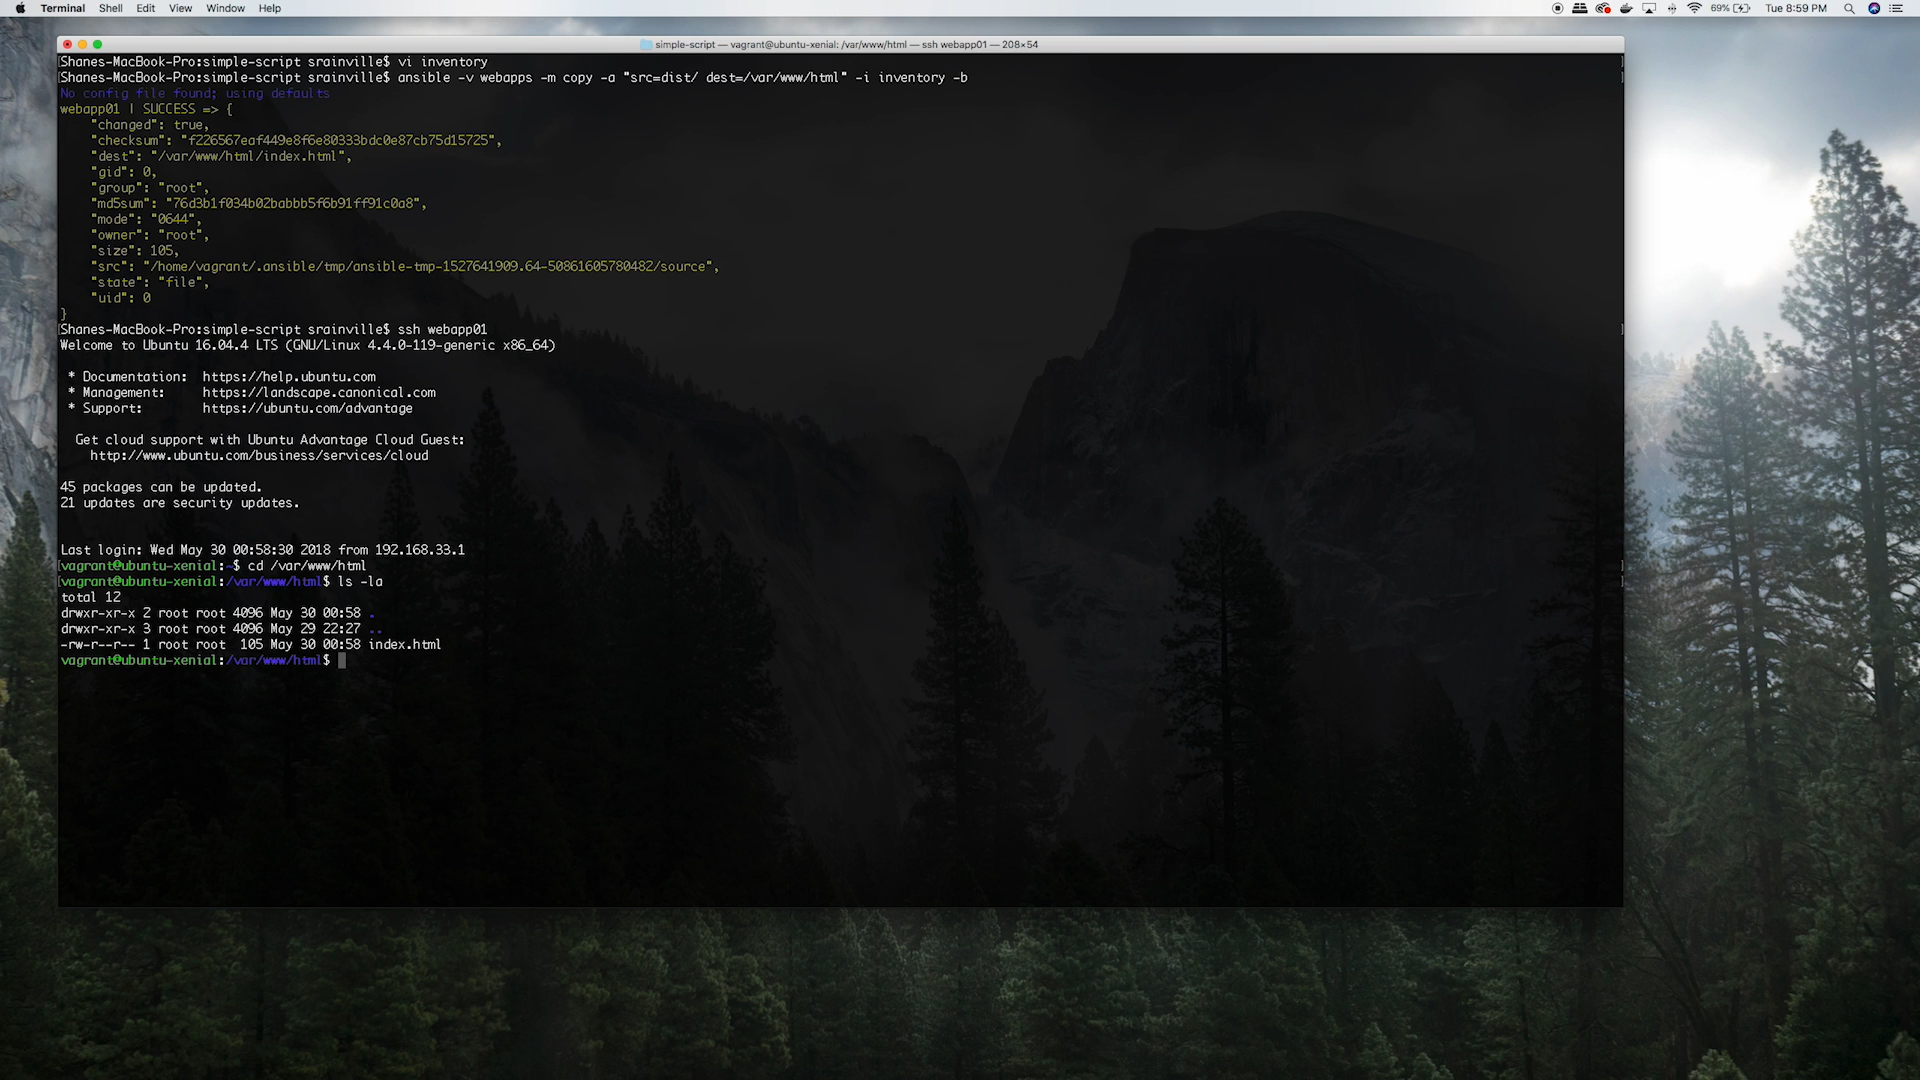 Terminal Shell Edit View Window Help 69% Tue 8:59 PM
simple-script — vagrant@ubuntu-xenial: /var/www/html — ssh webapp01 — 208×54
[Shanes-MacBook-Pro:simple-script srainville$ vi inventory ]
[Shanes-MacBook-Pro:simple-script srainville$ ansible -v webapps -m copy -a "src=dist/ dest=/var/www/html" -i inventory -b ]
No config file found; using defaults
webapp01 | SUCCESS => {
"changed": true,
"checksum": "f226567eaf449e8f6e80333bdc0e87cb75d15725",
"dest": "/var/www/html/index.html",
"gid": 0,
"group": "root",
"md5sum": "76d3b1f034b02babbb5f6b91ff91c0a8",
"mode": "0644",
"owner": "root",
"size": 105,
"src": "/home/vagrant/.ansible/tmp/ansible-tmp-1527641909.64-50861605780482/source",
"state": "file",
"uid": 0
}
[Shanes-MacBook-Pro:simple-script srainville$ ssh webapp01 ]
Welcome to Ubuntu 16.04.4 LTS (GNU/Linux 4.4.0-119-generic x86_64)
* Documentation: https://help.ubuntu.com
* Management: https://landscape.canonical.com
* Support: https://ubuntu.com/advantage
Get cloud support with Ubuntu Advantage Cloud Guest:
http://www.ubuntu.com/business/services/cloud
45 packages can be updated.
21 updates are security updates.
Last login: Wed May 30 00:58:30 2018 from 192.168.33.1
[vagrant@ubuntu-xenial:~$ cd /var/www/html ]
[vagrant@ubuntu-xenial:/var/www/html$ ls -la ]
total 12
drwxr-xr-x 2 root root 4096 May 30 00:58 .
drwxr-xr-x 3 root root 4096 May 29 22:27 ..
-rw-r--r-- 1 root root 105 May 30 00:58 index.html
vagrant@ubuntu-xenial:/var/www/html$